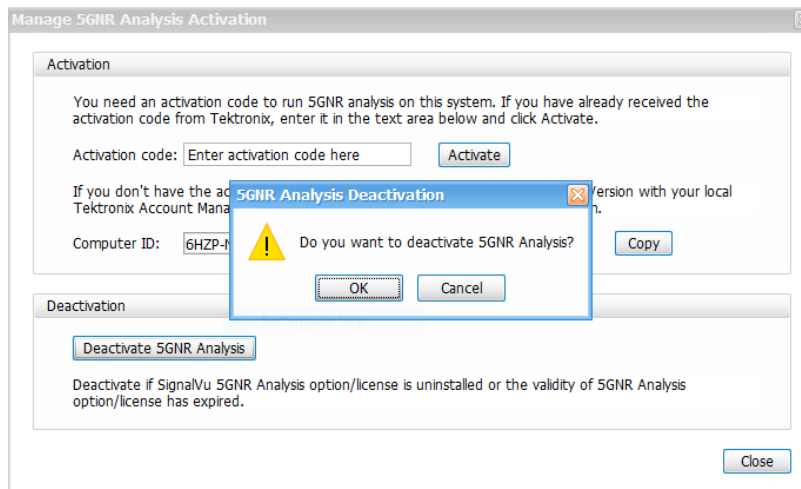 Manage 5GNR Analysis Activation
Activation
You need an activation code to run 5GNR analysis on this system. If you have already received the
activation code from Tektronix, enter it in the text area below and click Activate.
Activation code: Enter activation code here Activate
If you don't have the ac
Version with your local
Tektronix Account Mana
Computer ID: 6HZP-
Copy
5GNR Analysis Deactivation
Do you want to deactivate 5GNR Analysis?
OK Cancel
Deactivation
Deactivate 5GNR Analysis
Deactivate if SignalVu 5GNR Analysis option/license is uninstalled or the validity of 5GNR Analysis
option/license has expired.
Close